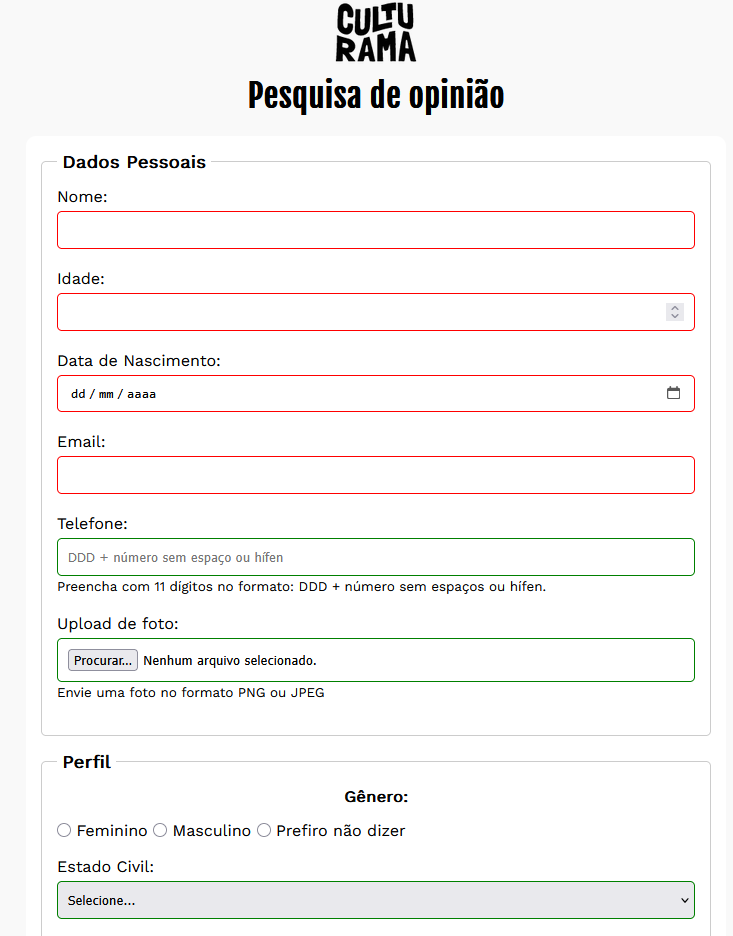 CULTU
RAMA
Pesquisa de opinião
Dados Pessoais
Nome:
Idade:
Data de Nascimento:
dd / mm / aaaa
Email:
Telefone:
DDD + número sem espaço ou hífen
Preencha com 11 dígitos no formato: DDD + número sem espaços ou hífen.
Upload de foto:
Procurar... Nenhum arquivo selecionado.
Envie uma foto no formato PNG ou JPEG
Perfil
Gênero:
Feminino Masculino Prefiro não dizer
Estado Civil:
Selecione...